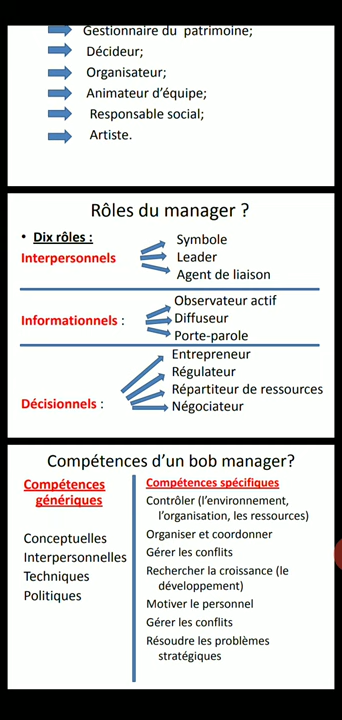 Gestionnaire du patrimoine;
Décideur;
Organisateur;
Animateur d'équipe;
Responsable social;
Artiste.
Rôles du manager ?
• Dix rôles :
Interpersonnels
Symbole
Leader
Agent de liaison
Informationnels :
Observateur actif
Diffuseur
Porte-parole
Décisionnels :
Entrepreneur
Régulateur
Répartiteur de ressources
Négociateur
Compétences d'un bob manager?
Compétences
génériques
Conceptuelles
Interpersonnelles
Techniques
Politiques
Compétences spécifiques
Contrôler (l'environnement,
l'organisation, les ressources)
Organiser et coordonner
Gérer les conflits
Rechercher la croissance (le
développement)
Motiver le personnel
Gérer les conflits
Résoudre les problèmes
stratégiques